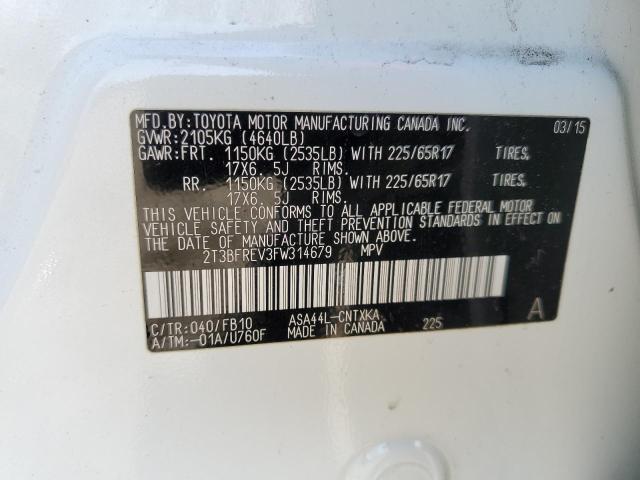 MFD.BY:TOYOTA MOTOR MANUFACTURING CANADA INC. 03/15
GVWR:2105KG (4640LB)
GAWR:FRT. 1150KG (2535LB) WITH 225/65R17 TIRES,
17X6. 5J RIMS.
RR. 1150KG (2535LB) WITH 225/65R17 TIRES,
17X6. 5J RIMS.
THIS VEHICLE CONFORMS TO ALL APPLICABLE FEDERAL MOTOR
VEHICLE SAFETY AND THEFT PREVENTION STANDARDS IN EFFECT ON
THE DATE OF MANUFACTURE SHOWN ABOVE.
2T3BFREV3FW314679 MPV
C/TR:040/FB10 ASA44L-CNTXKA 225 A
A/TM:-01A/U760F MADE IN CANADA